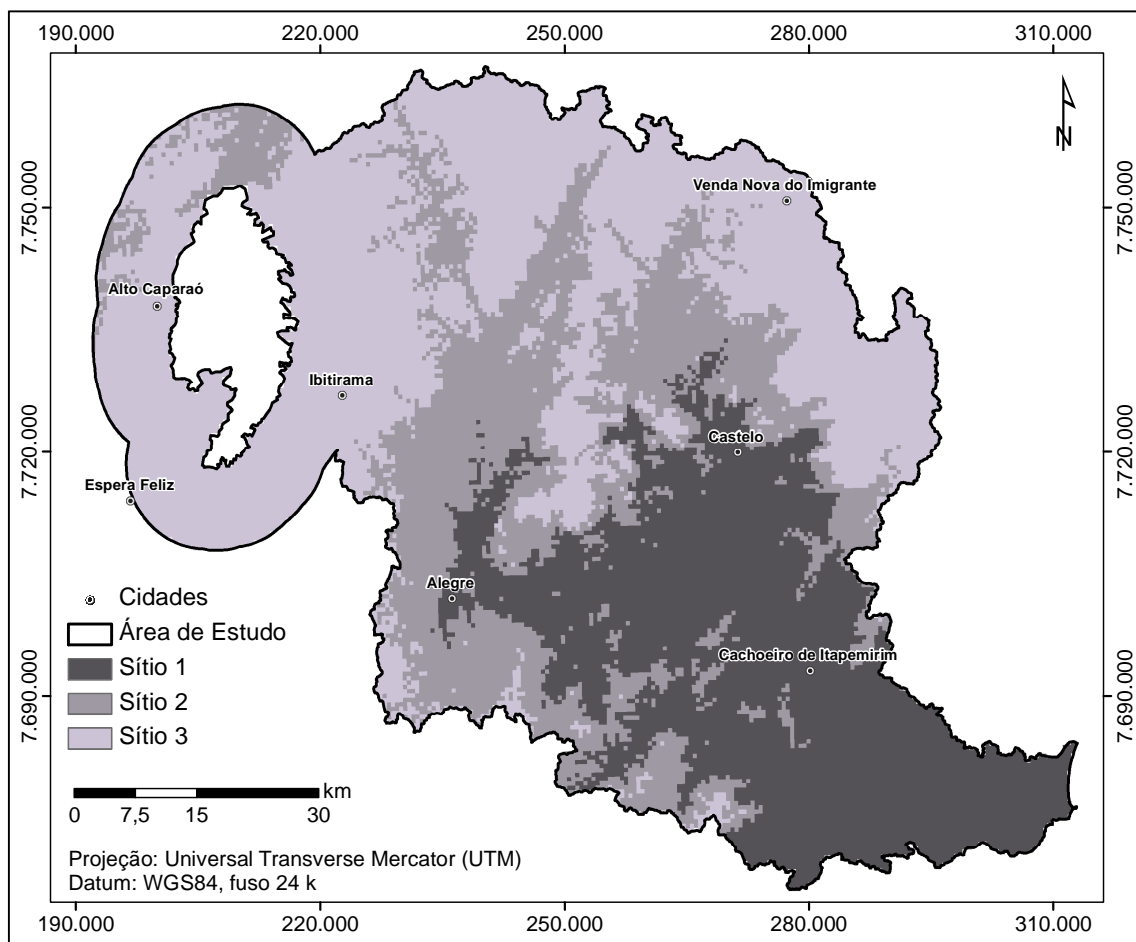 190.000 220.000 250.000 280.000 310.000
N
7.750.000 7.750.000
Venda Nova do Imigrante
Alto Caparaó
Ibitirama
Castelo
7.720.000 7.720.000
Espera Feliz
Alegre
Cachoeiro de Itapemirim
7.690.000 7.690.000
Cidades
Área de Estudo
Sítio 1
Sítio 2
Sítio 3
km
0 7,5 15 30
Projeção: Universal Transverse Mercator (UTM)
Datum: WGS84, fuso 24 k
190.000 220.000 250.000 280.000 310.000